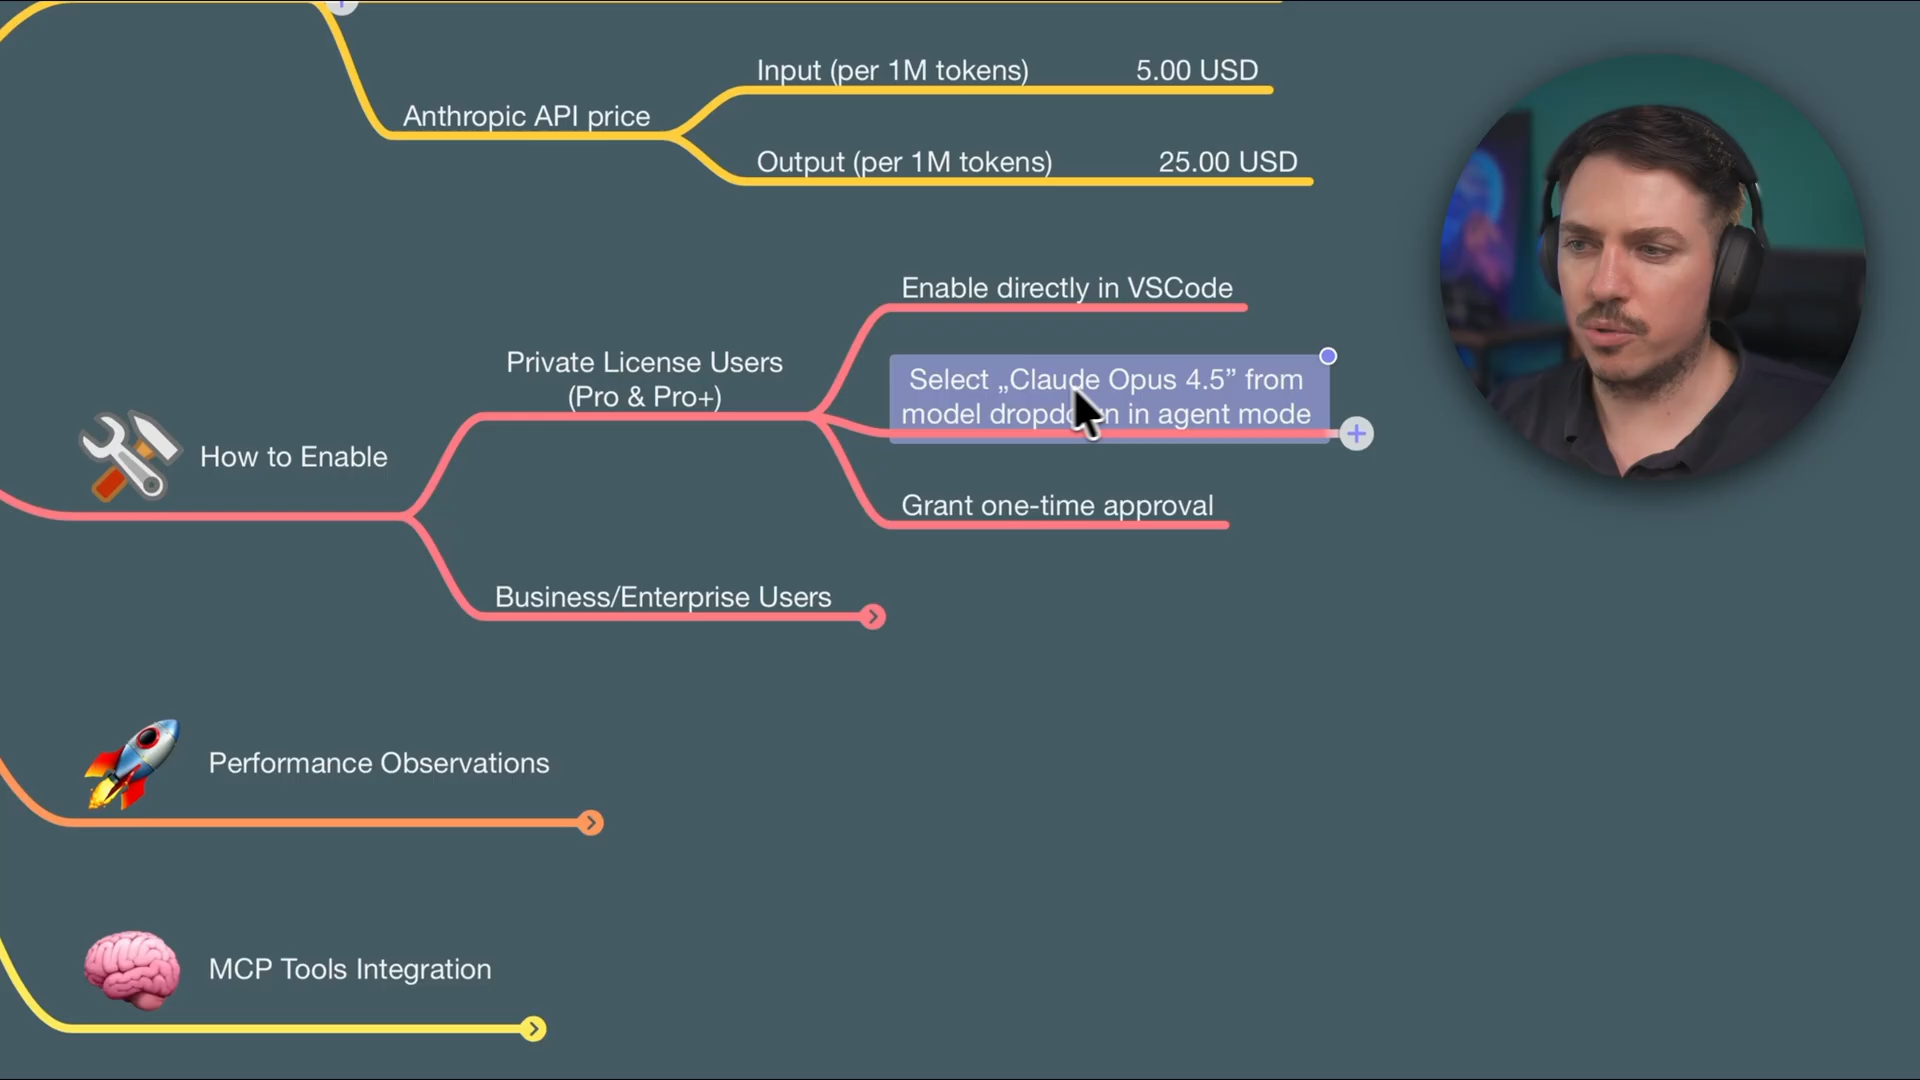 Input (per 1M tokens) 5.00 USD
Anthropic API price
Output (per 1M tokens) 25.00 USD
Enable directly in VSCode
Private License Users
(Pro & Pro+)
Select „Claude Opus 4.5” from
model dropdown in agent mode
How to Enable
Grant one-time approval
Business/Enterprise Users
Performance Observations
MCP Tools Integration